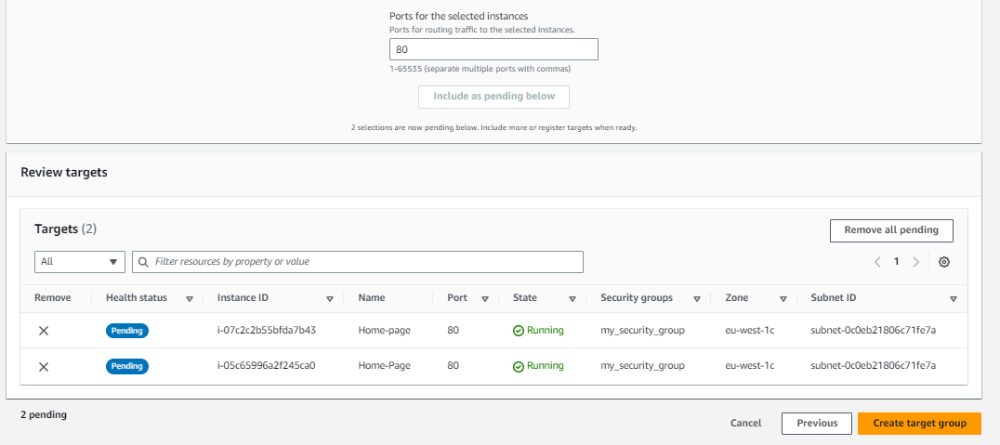 Ports for the selected instances
Ports for routing traffic to the selected instances.
80
1-65535 (separate multiple ports with commas)
Include as pending below
2 selections are now pending below. Include more or register targets when ready.
Review targets
Targets (2)
Remove all pending
All
Filter resources by property or value
1
Remove Health status Instance ID Name Port State Security groups Zone Subnet ID
Pending i-07c2c2b55bfda7b43 Home-page 80 Running my_security_group eu-west-1c subnet-0c0eb21806c71fe7a
Pending i-05c65996a2f245ca0 Home-Page 80 Running my_security_group eu-west-1c subnet-0c0eb21806c71fe7a
2 pending
Cancel Previous Create target group